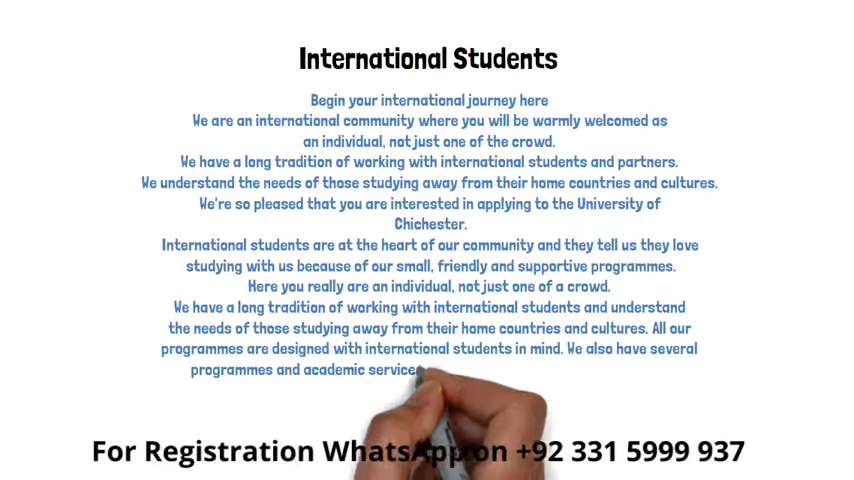 International Students
Begin your international journey here
We are an international community where you will be warmly welcomed as
an individual, not just one of the crowd.
We have a long tradition of working with international students and partners.
We understand the needs of those studying away from their home countries and cultures.
We're so pleased that you are interested in applying to the University of
Chichester.
International students are at the heart of our community and they tell us they love
studying with us because of our small, friendly and supportive programmes.
Here you really are an individual, not just one of a crowd.
We have a long tradition of working with international students and understand
the needs of those studying away from their home countries and cultures. All our
programmes are designed with international students in mind. We also have several
programmes and academic service
For Registration WhatsApp on +92 331 5999 937